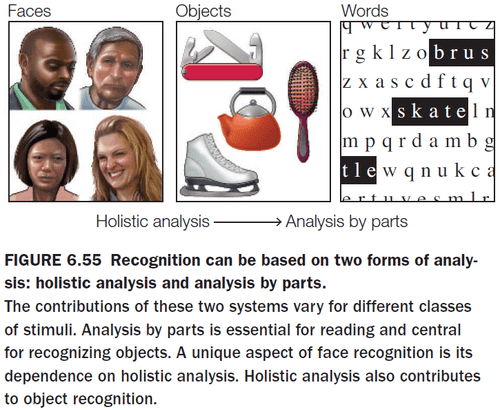 Faces
Objects
Words
q w e r t y u r c z
r g k l z o b r u s
z x a s c d f t q v
o w x s k a t e l n
m p q r d a m b g
t l e w q n u k c a
e r t u v e s m l r
Holistic analysis → Analysis by parts
FIGURE 6.55 Recognition can be based on two forms of analy-
sis: holistic analysis and analysis by parts.
The contributions of these two systems vary for different classes
of stimuli. Analysis by parts is essential for reading and central
for recognizing objects. A unique aspect of face recognition is its
dependence on holistic analysis. Holistic analysis also contributes
to object recognition.